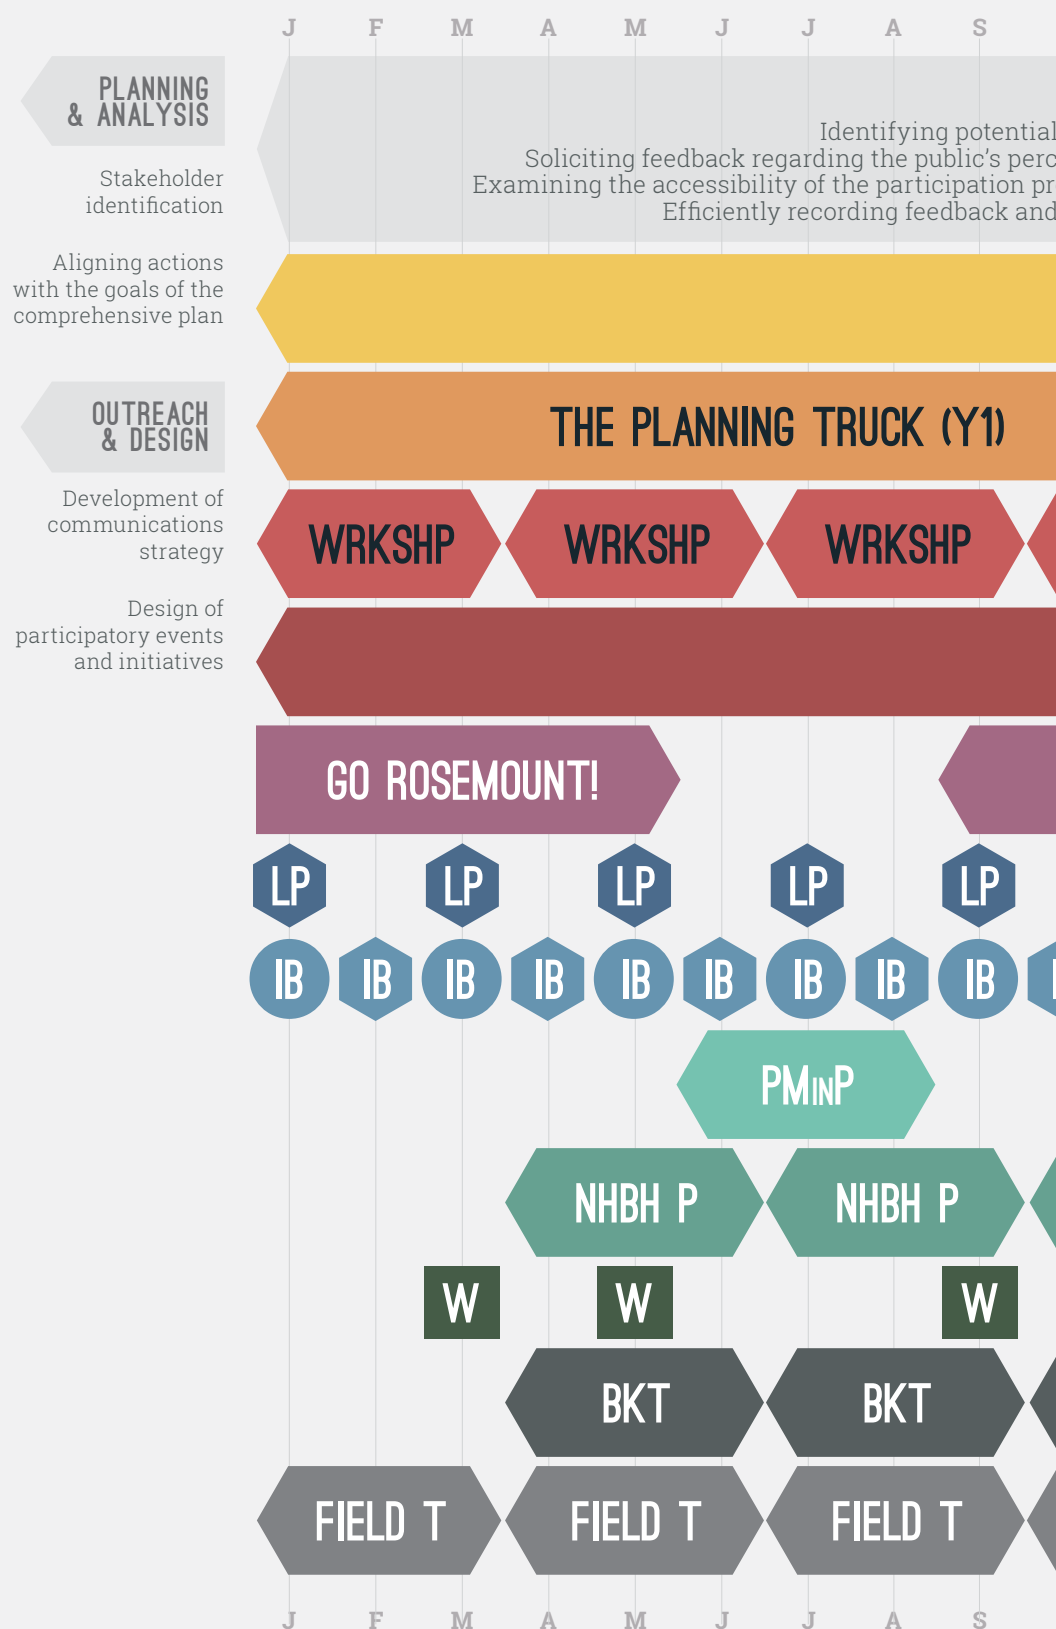 J F M A M J J A S
PLANNING
& ANALYSIS
Stakeholder
identification
Aligning actions
with the goals of the
comprehensive plan
OUTREACH
& DESIGN
Development of
communications
strategy
Design of
participatory events
and initiatives
Identifying potential
Soliciting feedback regarding the public's perc
Examining the accessibility of the participation pr
Efficiently recording feedback and
THE PLANNING TRUCK (Y1)
WRKSHP WRKSHP WRKSHP
GO ROSEMOUNT!
LP LP LP LP LP
IB IB IB IB IB IB IB IB IB
PMINP
NHBH P NHBH P
W W W
BKT BKT
FIELD T FIELD T FIELD T
J F M A M J J A S